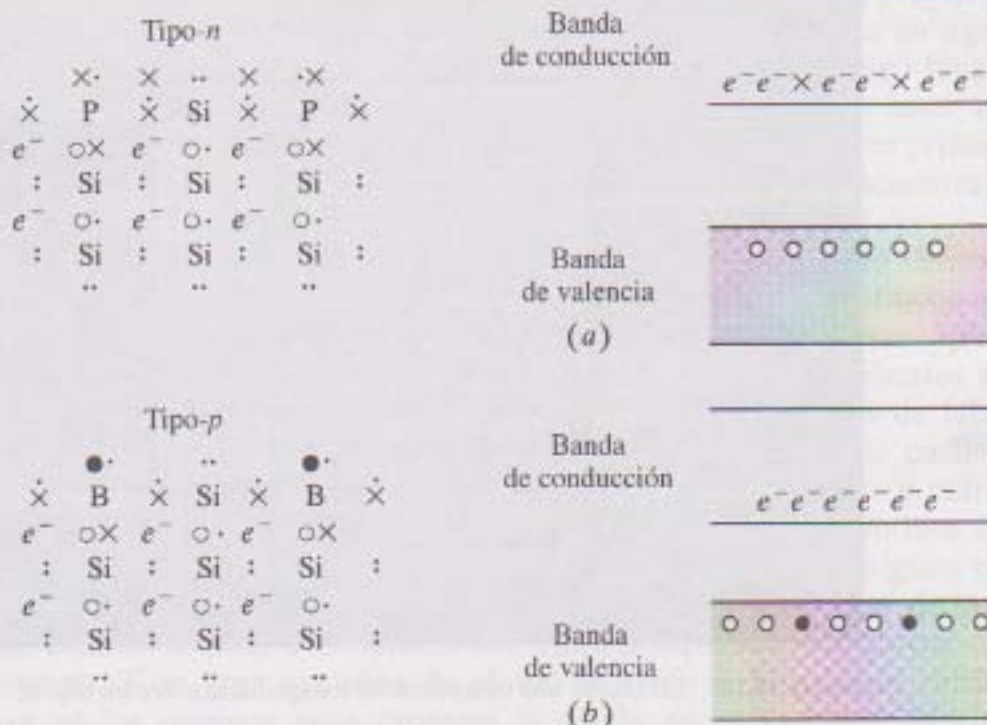 Tipo-n
×· × ·· ·×
×̇ P ×̇ Si ×̇ P ×̇
e⁻ ○× e⁻ ○· e⁻ ○×
: Si : Si : Si :
e⁻ ○· e⁻ ○· e⁻ ○·
: Si : Si : Si :
··
Banda
de conducción
e⁻e⁻×e⁻e⁻×e⁻e⁻
Banda
de valencia
○ ○ ○ ○ ○ ○
(a)
Tipo-p
●· ·· ●·
×̇ B ×̇ Si ×̇ B ×̇
e⁻ ○× e⁻ ○· e⁻ ○×
: Si : Si : Si :
e⁻ ○· e⁻ ○· e⁻ ○·
: Si : Si : Si :
·· ·· ··
Banda
de conducción
e⁻e⁻e⁻e⁻e⁻e⁻
Banda
de valencia
○ ○ ● ○ ○ ● ○ ○
(b)